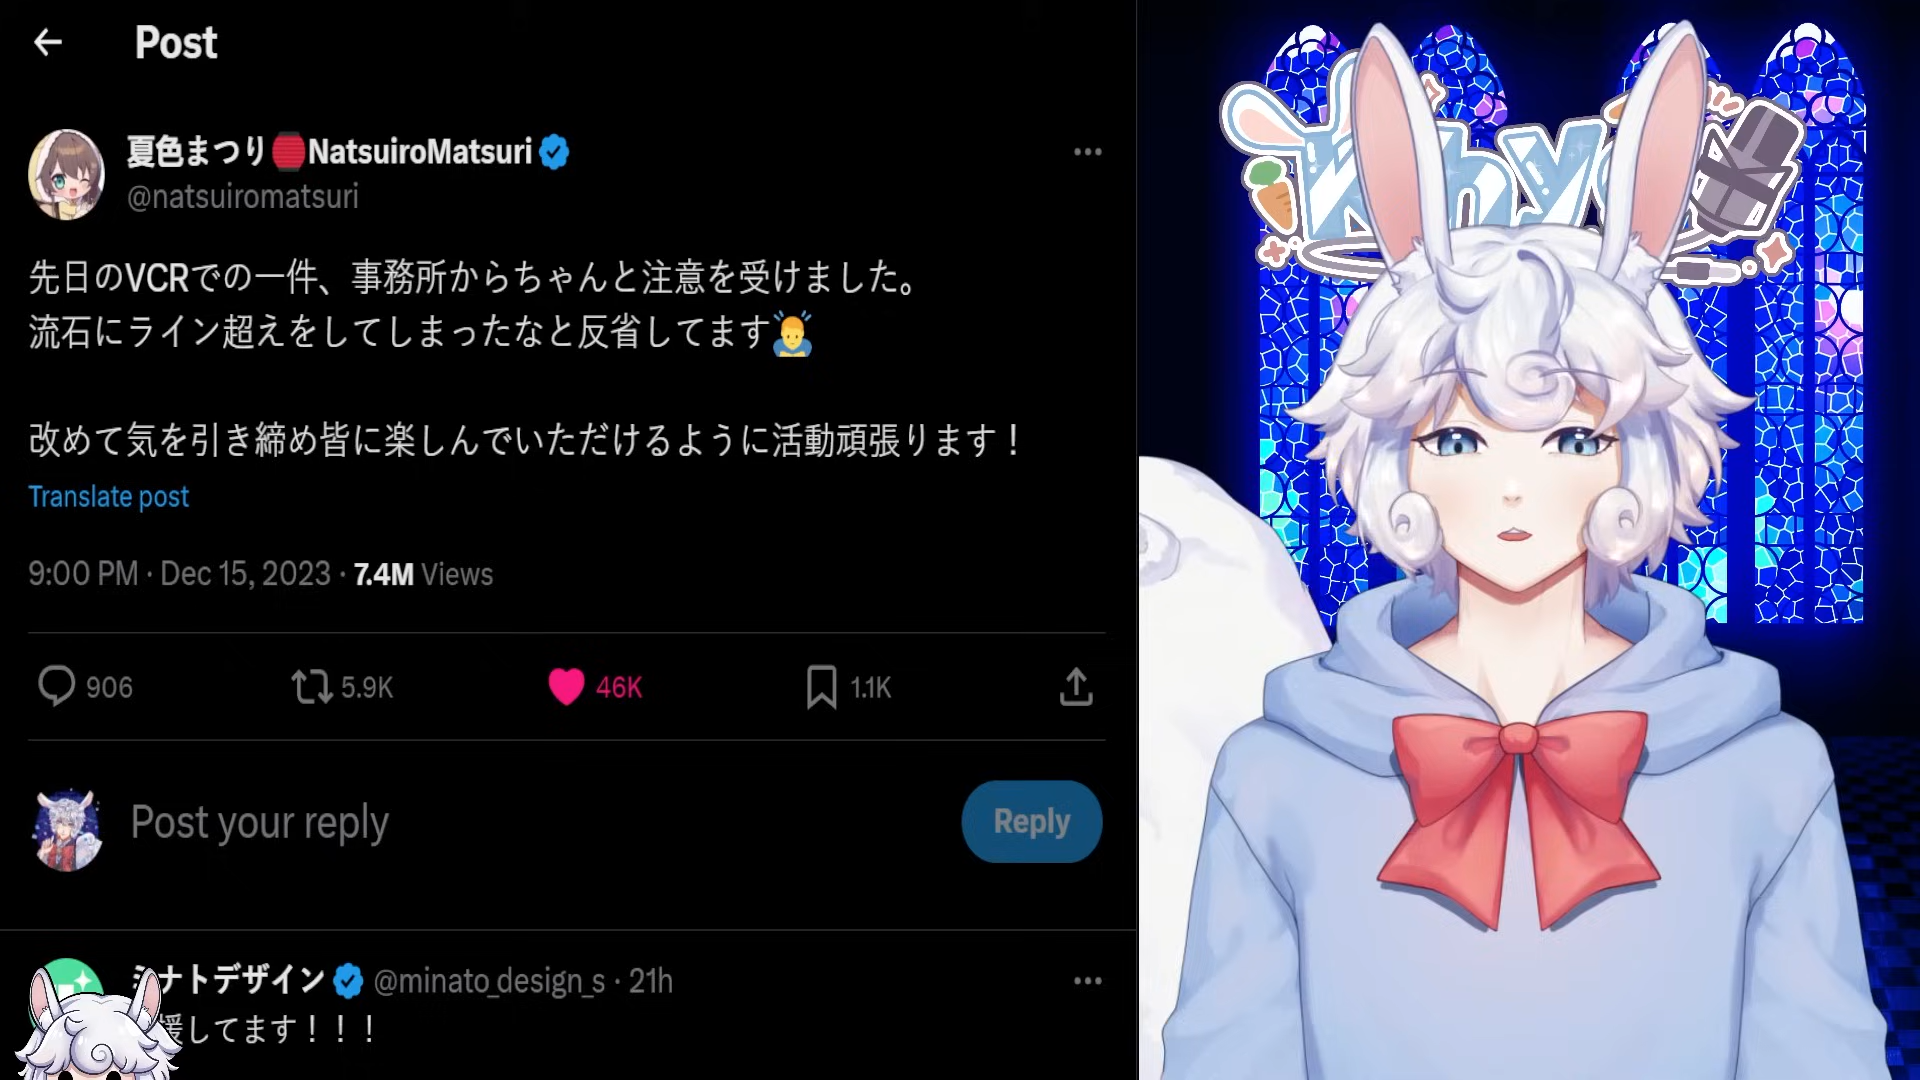 Post
夏色まつり🏮NatsuiroMatsuri
@natsuiromatsuri
先日のVCRでの一件、事務所からちゃんと注意を受けました。
流石にライン超えをしてしまったなと反省してます🙇‍♂️
改めて気を引き締め皆に楽しんでいただけるように活動頑張ります！
Translate post
9:00 PM · Dec 15, 2023 · 7.4M Views
906 5.9K 46K 1.1K
Post your reply
Reply
ミナトデザイン @minato_design_s · 21h
援してます！！！